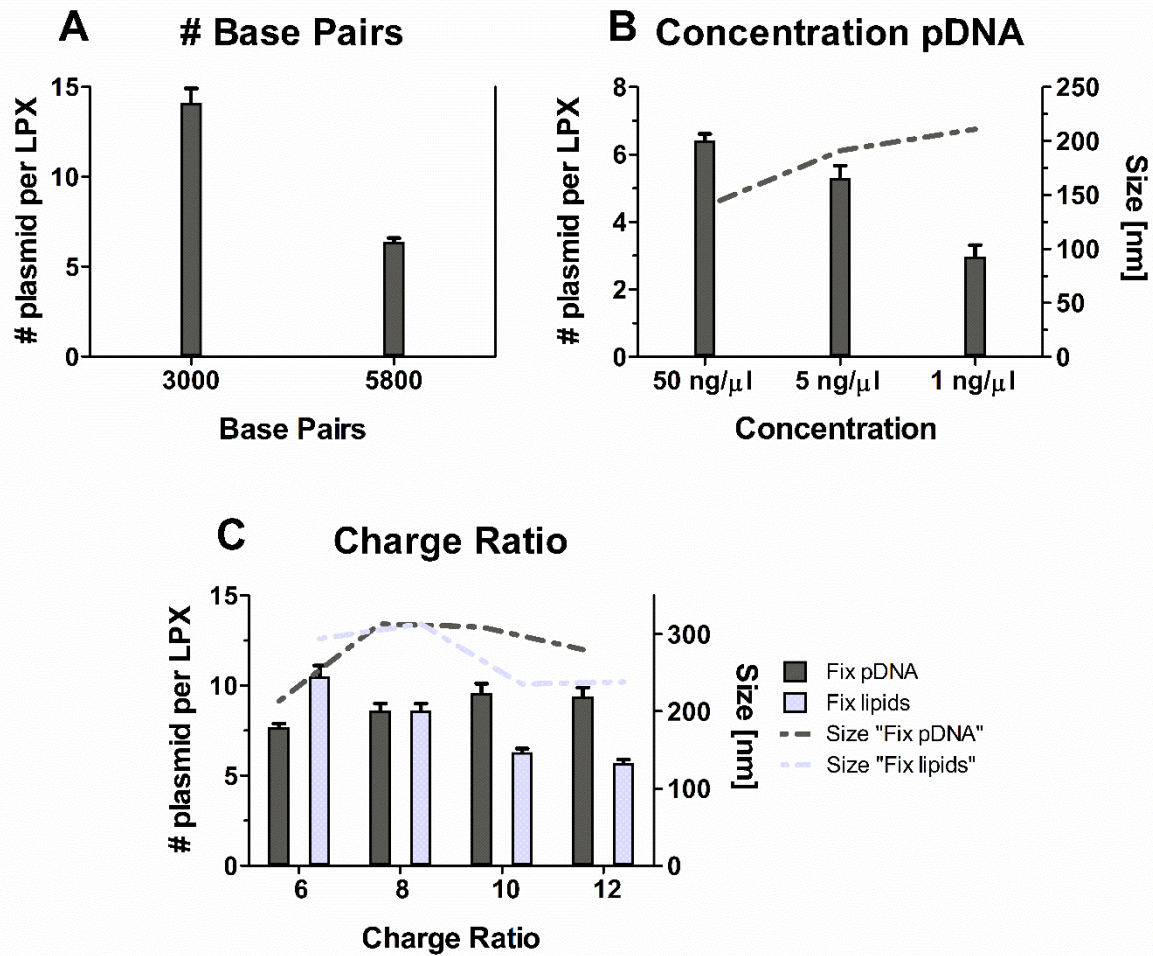 A # Base Pairs
# plasmid per LPX
15
10
5
0
3000 5800
Base Pairs
B Concentration pDNA
# plasmid per LPX
8
6
4
2
0
250
200
150
100
50
0
Size [nm]
50 ng/µl 5 ng/µl 1 ng/µl
Concentration
C Charge Ratio
# plasmid per LPX
15
10
5
0
300
200
100
0
Size [nm]
6 8 10 12
Charge Ratio
Fix pDNA
Fix lipids
Size "Fix pDNA"
Size "Fix lipids"